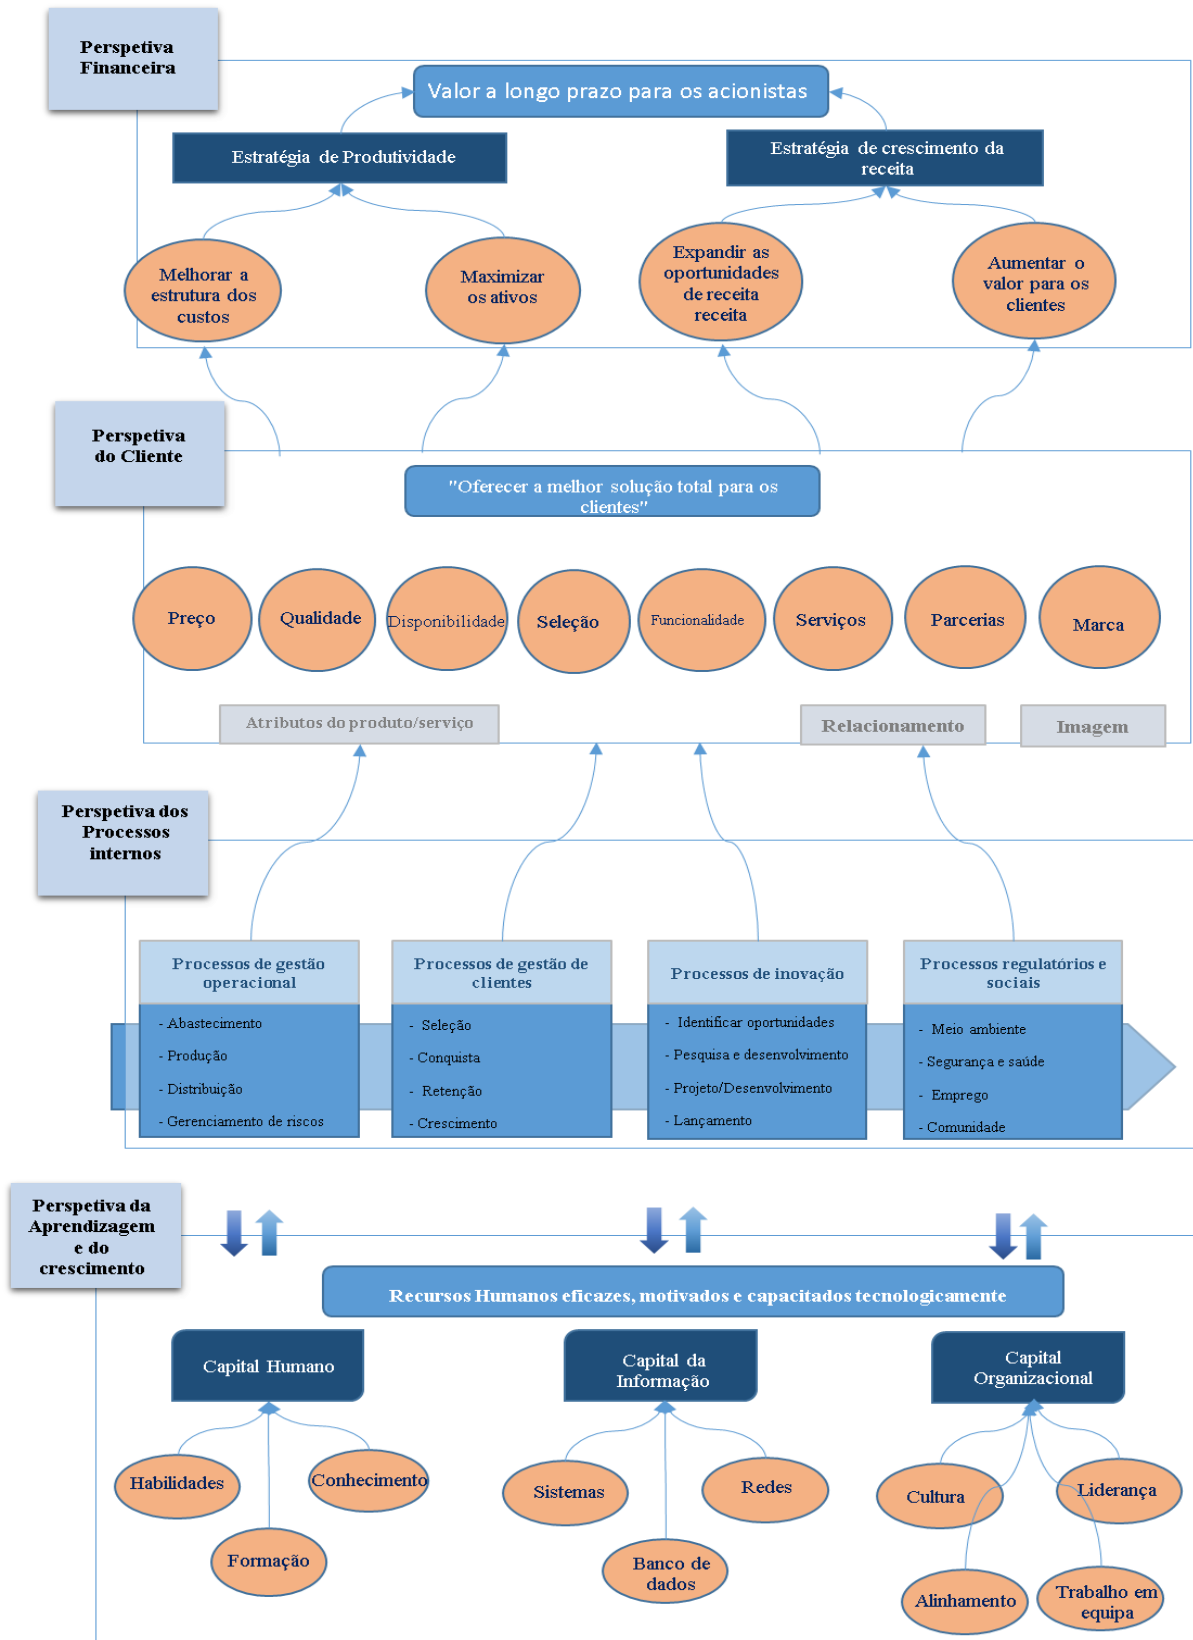 Perspetiva
Financeira
Valor a longo prazo para os acionistas
Estratégia de Produtividade
Estratégia de crescimento da
receita
Melhorar a
estrutura dos
custos
Maximizar
os ativos
Expandir as
oportunidades
de receita
receita
Aumentar o
valor para os
clientes
Perspetiva
do Cliente
"Oferecer a melhor solução total para os
clientes"
Preço
Qualidade
Disponibilidade
Seleção
Funcionalidade
Serviços
Parcerias
Marca
Atributos do produto/serviço
Relacionamento
Imagem
Perspetiva dos
Processos
internos
Processos de gestão
operacional
- Abastecimento
- Produção
- Distribuição
- Gerenciamento de riscos
Processos de gestão de
clientes
- Seleção
- Conquista
- Retenção
- Crescimento
Processos de inovação
- Identificar oportunidades
- Pesquisa e desenvolvimento
- Projeto/Desenvolvimento
- Lançamento
Processos regulatórios e
sociais
- Meio ambiente
- Segurança e saúde
- Emprego
- Comunidade
Perspetiva da
Aprendizagem
e do
crescimento
Recursos Humanos eficazes, motivados e capacitados tecnologicamente
Capital Humano
Capital da
Informação
Capital
Organizacional
Habilidades
Formação
Conhecimento
Sistemas
Banco de
dados
Redes
Cultura
Alinhamento
Liderança
Trabalho em
equipa